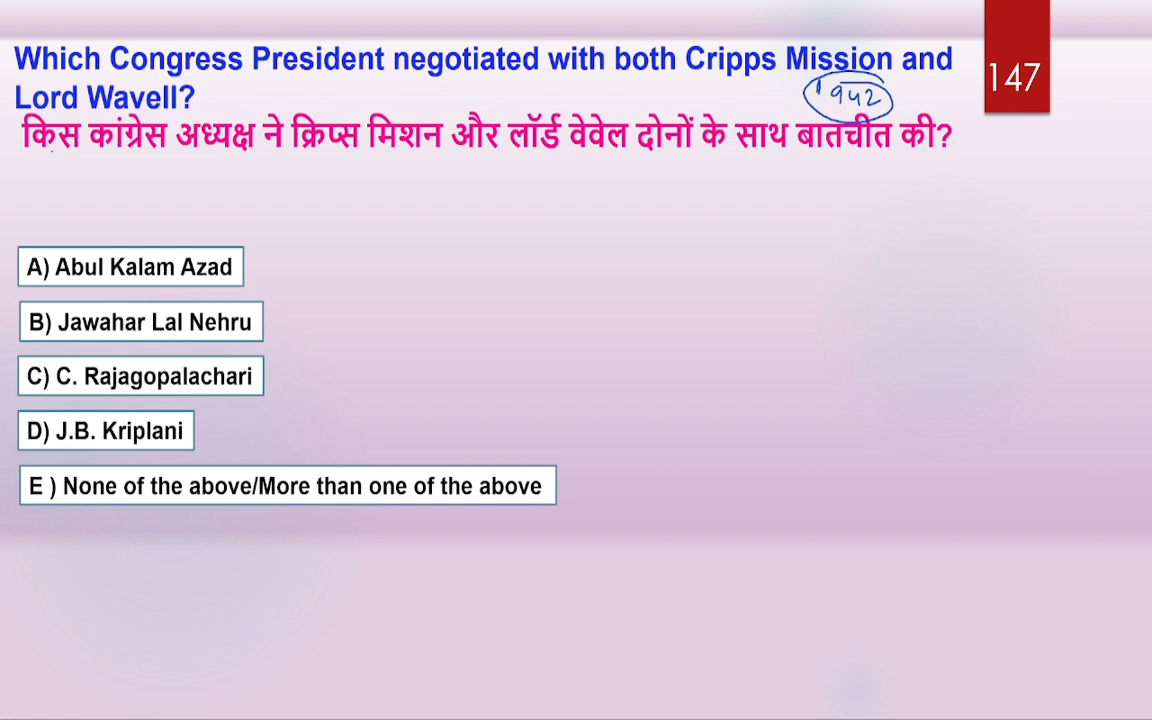 Which Congress President negotiated with both Cripps Mission and
Lord Wavell?
1942
147
किस कांग्रेस अध्यक्ष ने क्रिप्स मिशन और लॉर्ड वेवेल दोनों के साथ बातचीत की?
A) Abul Kalam Azad
B) Jawahar Lal Nehru
C) C. Rajagopalachari
D) J.B. Kriplani
E ) None of the above/More than one of the above